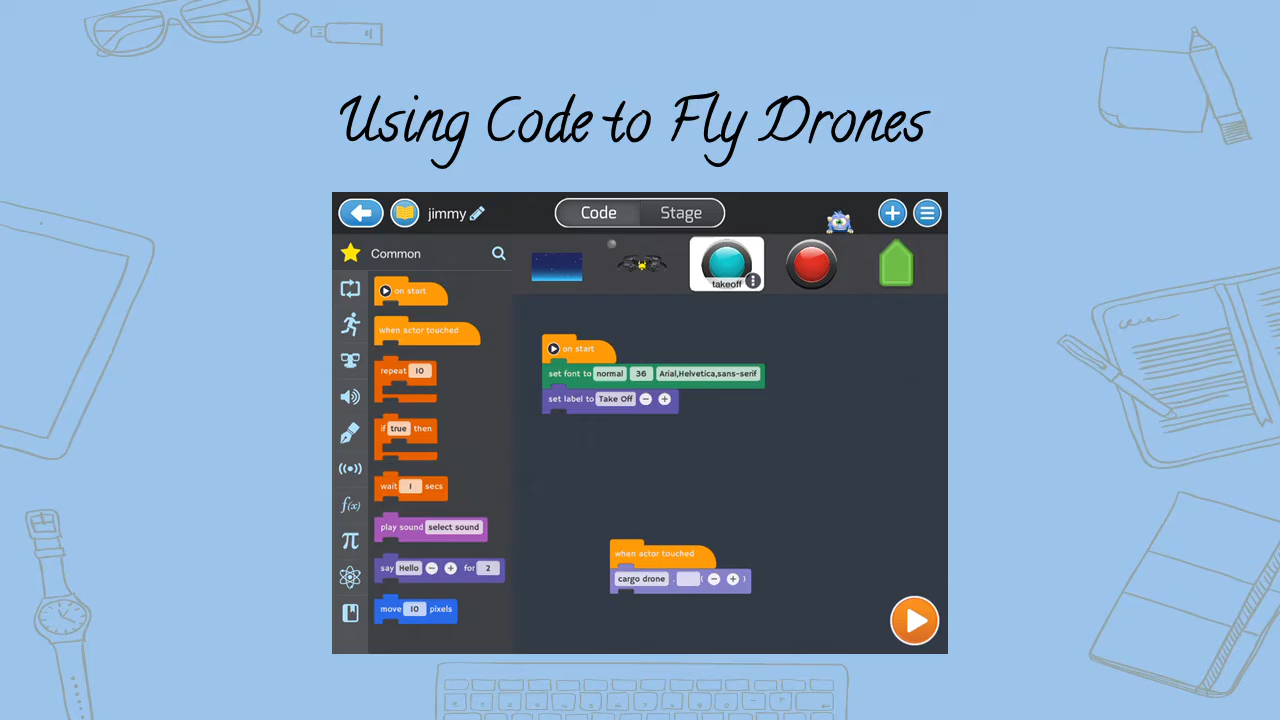 Using Code to Fly Drones
jimmy
Code
Stage
Common
takeoff
on start
when actor touched
repeat 10
if true then
wait 1 secs
play sound select sound
say Hello − + for 2
move 10 pixels
f(x)
π
on start
set font to normal 36 Arial,Helvetica,sans-serif
set label to Take Off − +
when actor touched
cargo drone . ( − + )